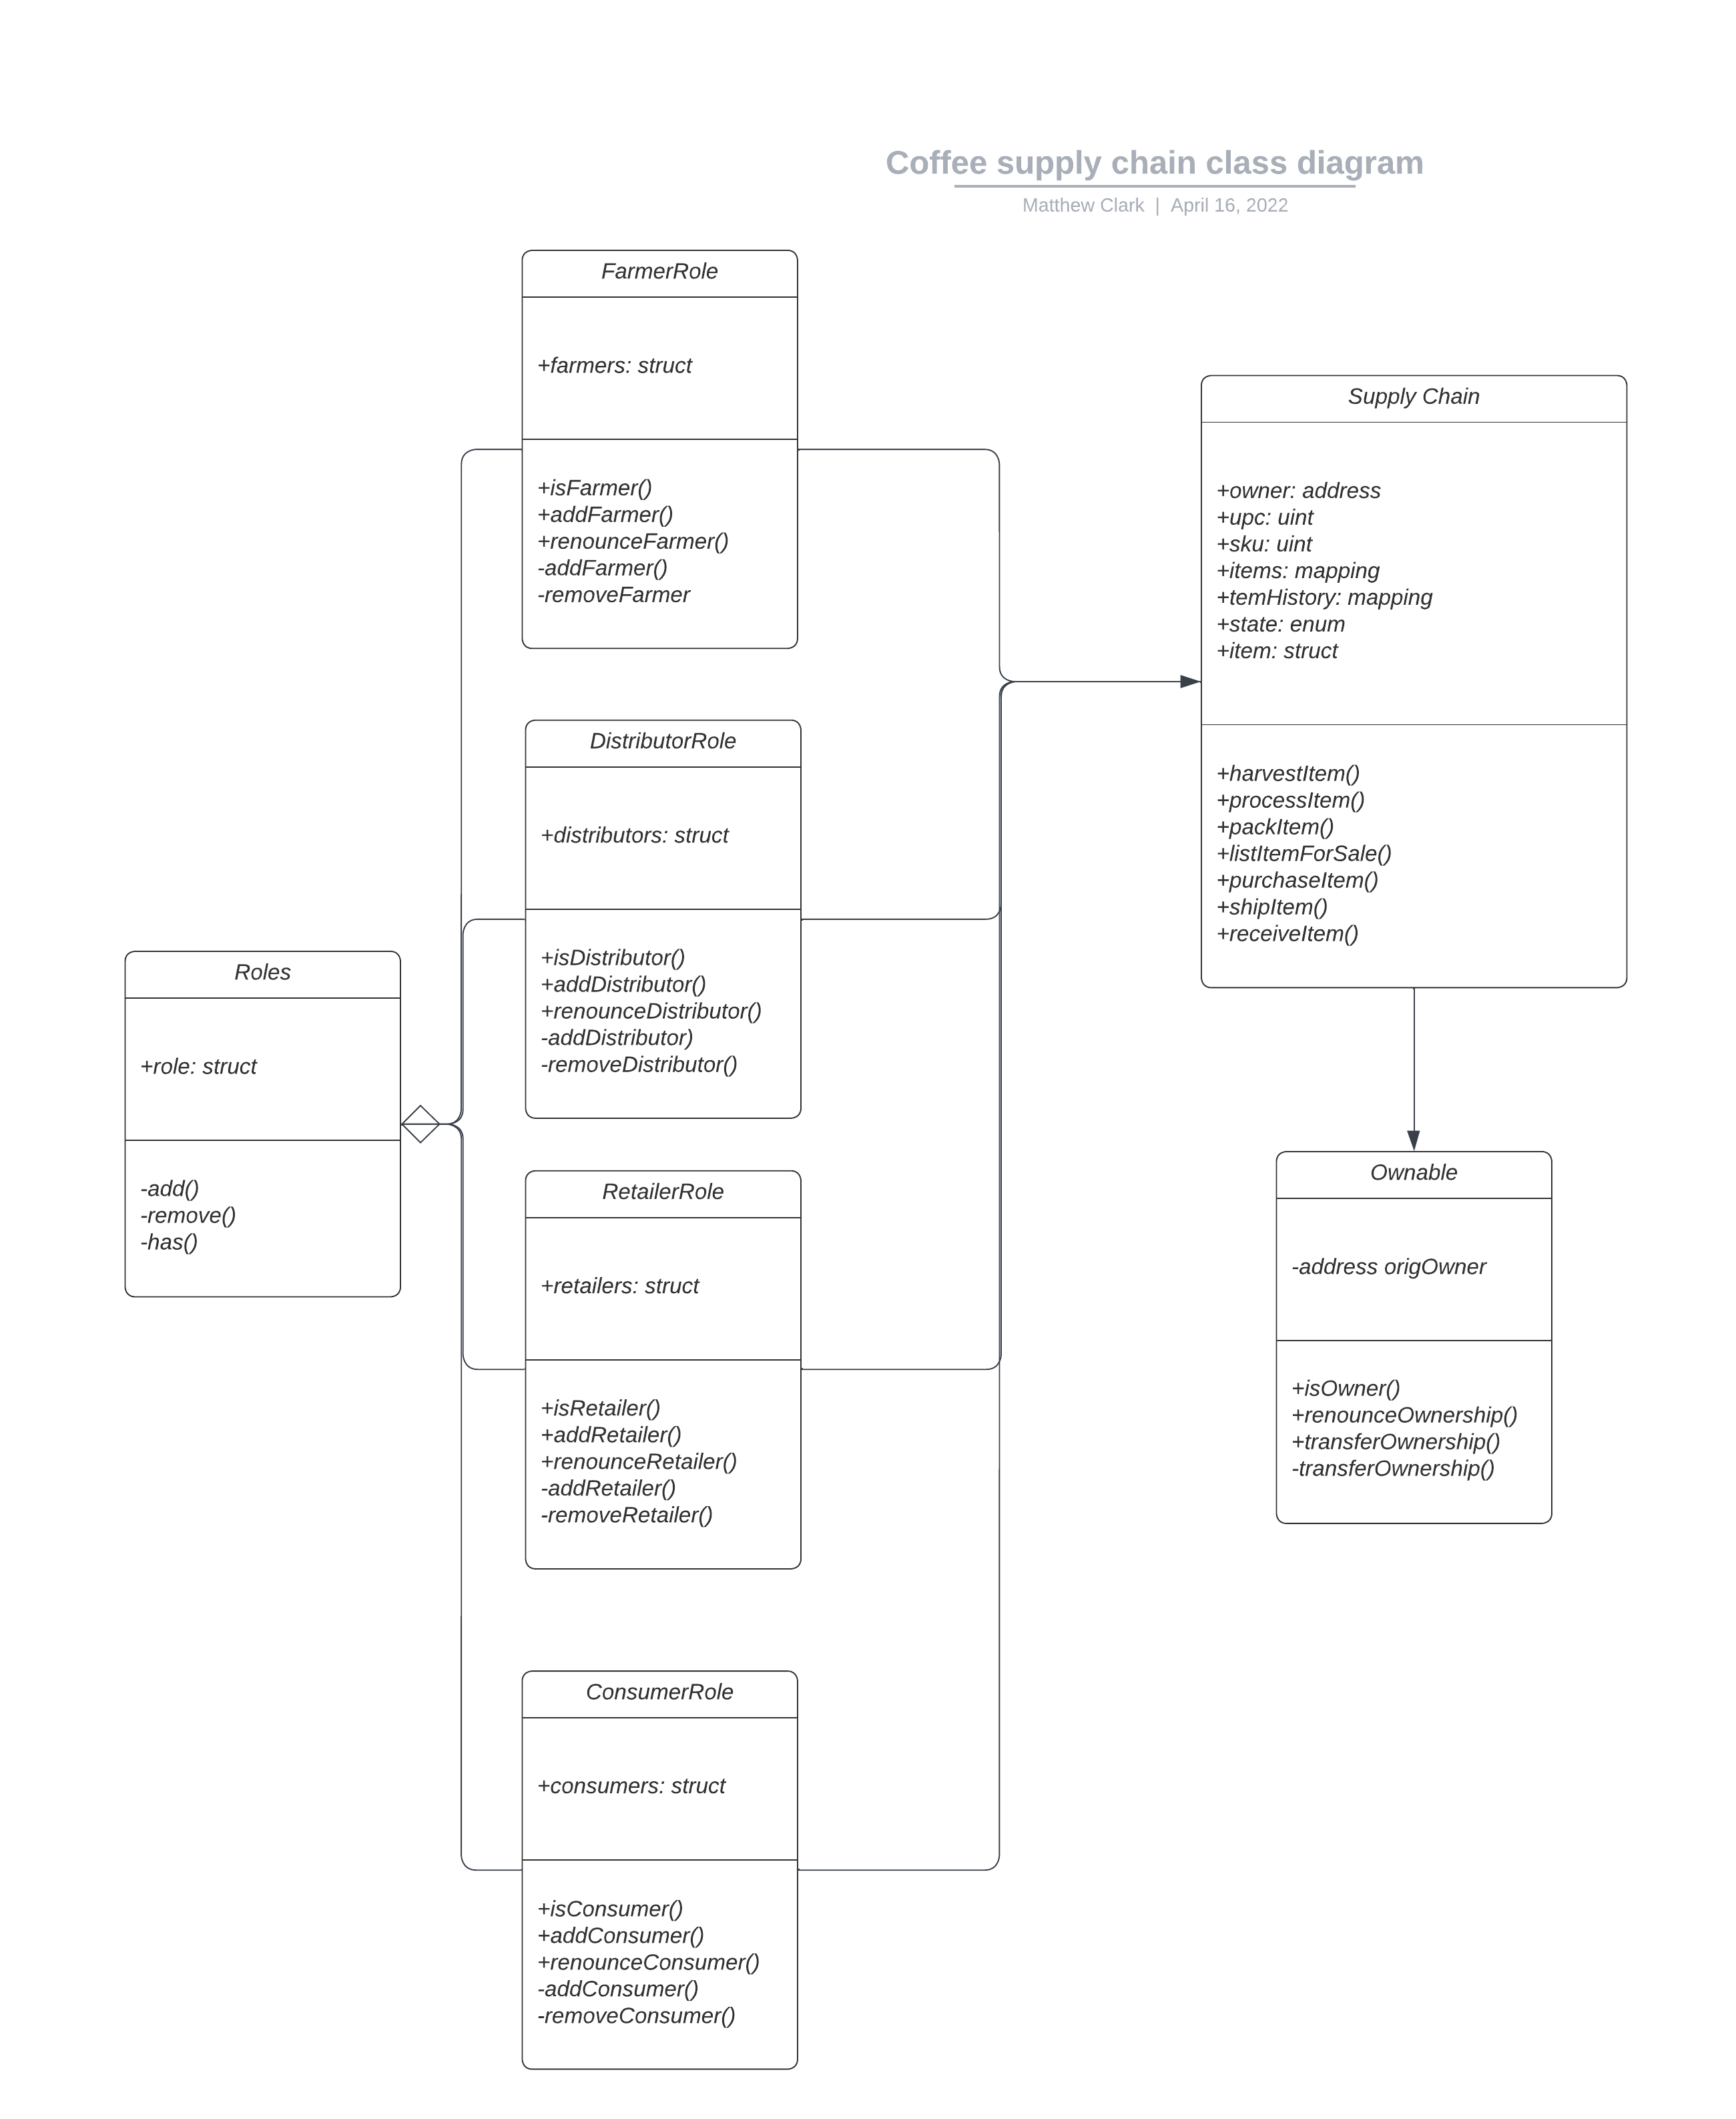 Coffee supply chain class diagram
Matthew Clark | April 16, 2022
FarmerRole
+farmers: struct
+isFarmer()
+addFarmer()
+renounceFarmer()
-addFarmer()
-removeFarmer
Supply Chain
+owner: address
+upc: uint
+sku: uint
+items: mapping
+temHistory: mapping
+state: enum
+item: struct
+harvestItem()
+processItem()
+packItem()
+listItemForSale()
+purchaseItem()
+shipItem()
+receiveItem()
DistributorRole
+distributors: struct
+isDistributor()
+addDistributor()
+renounceDistributor()
-addDistributor)
-removeDistributor()
Roles
+role: struct
-add()
-remove()
-has()
RetailerRole
+retailers: struct
+isRetailer()
+addRetailer()
+renounceRetailer()
-addRetailer()
-removeRetailer()
Ownable
-address origOwner
+isOwner()
+renounceOwnership()
+transferOwnership()
-transferOwnership()
ConsumerRole
+consumers: struct
+isConsumer()
+addConsumer()
+renounceConsumer()
-addConsumer()
-removeConsumer()